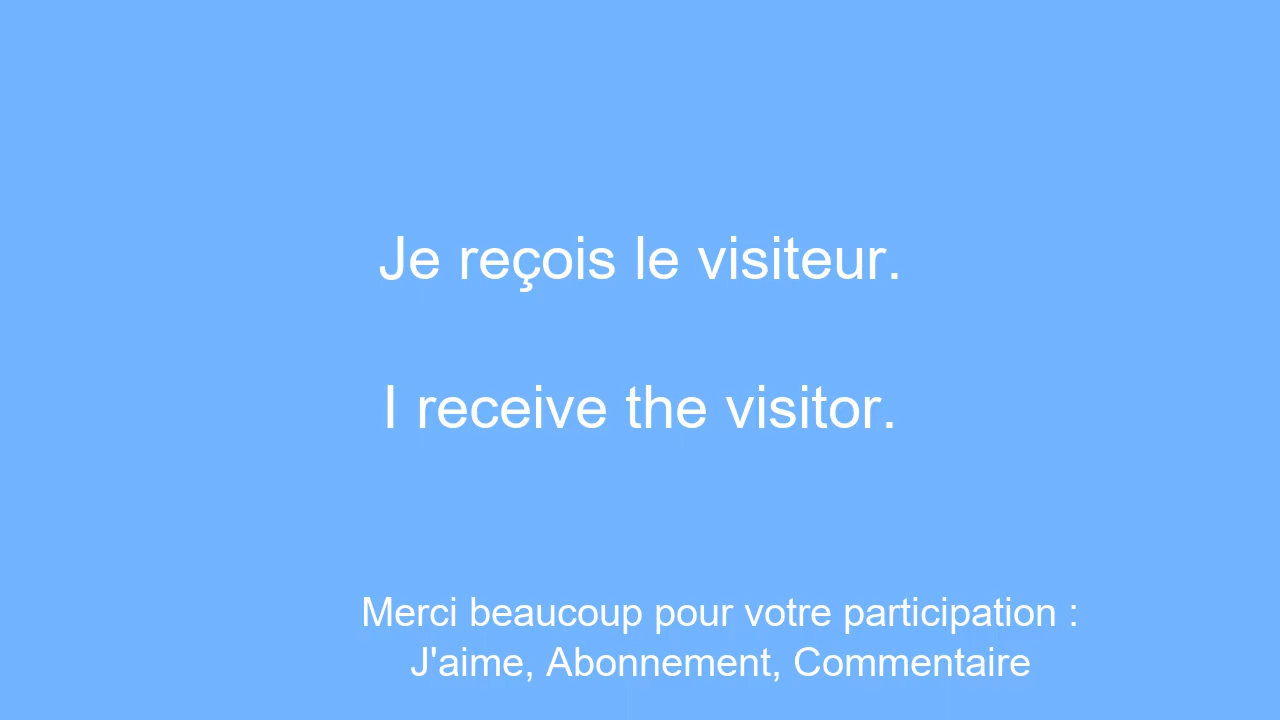 Je reçois le visiteur.
I receive the visitor.
Merci beaucoup pour votre participation :
J'aime, Abonnement, Commentaire